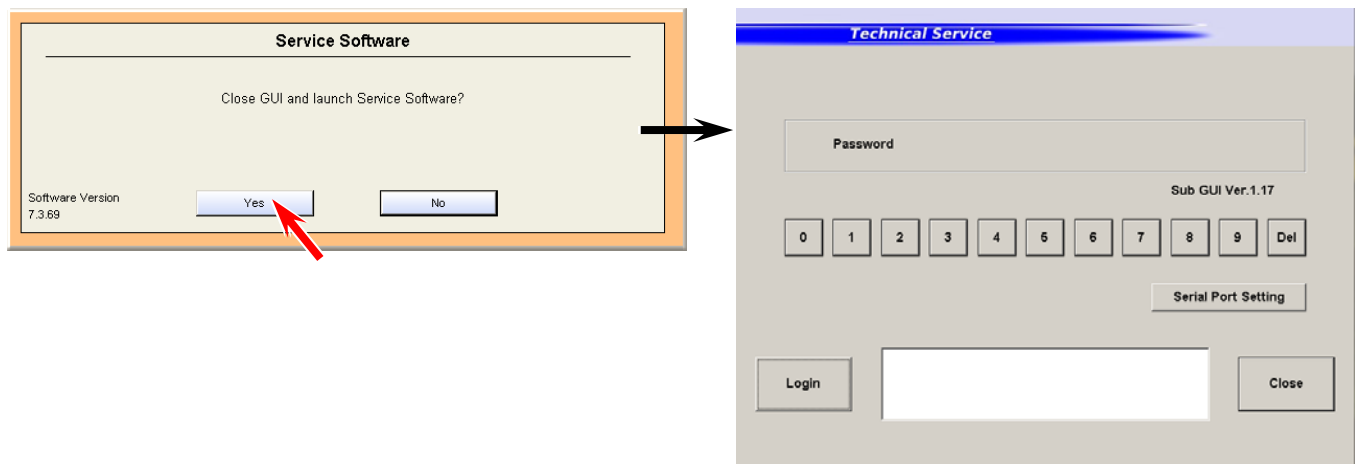 Service Software
Close GUI and launch Service Software?
Software Version
7.3.69
Yes
No
Technical Service
Password
Sub GUI Ver.1.17
0 1 2 3 4 5 6 7 8 9 Del
Serial Port Setting
Login
Close